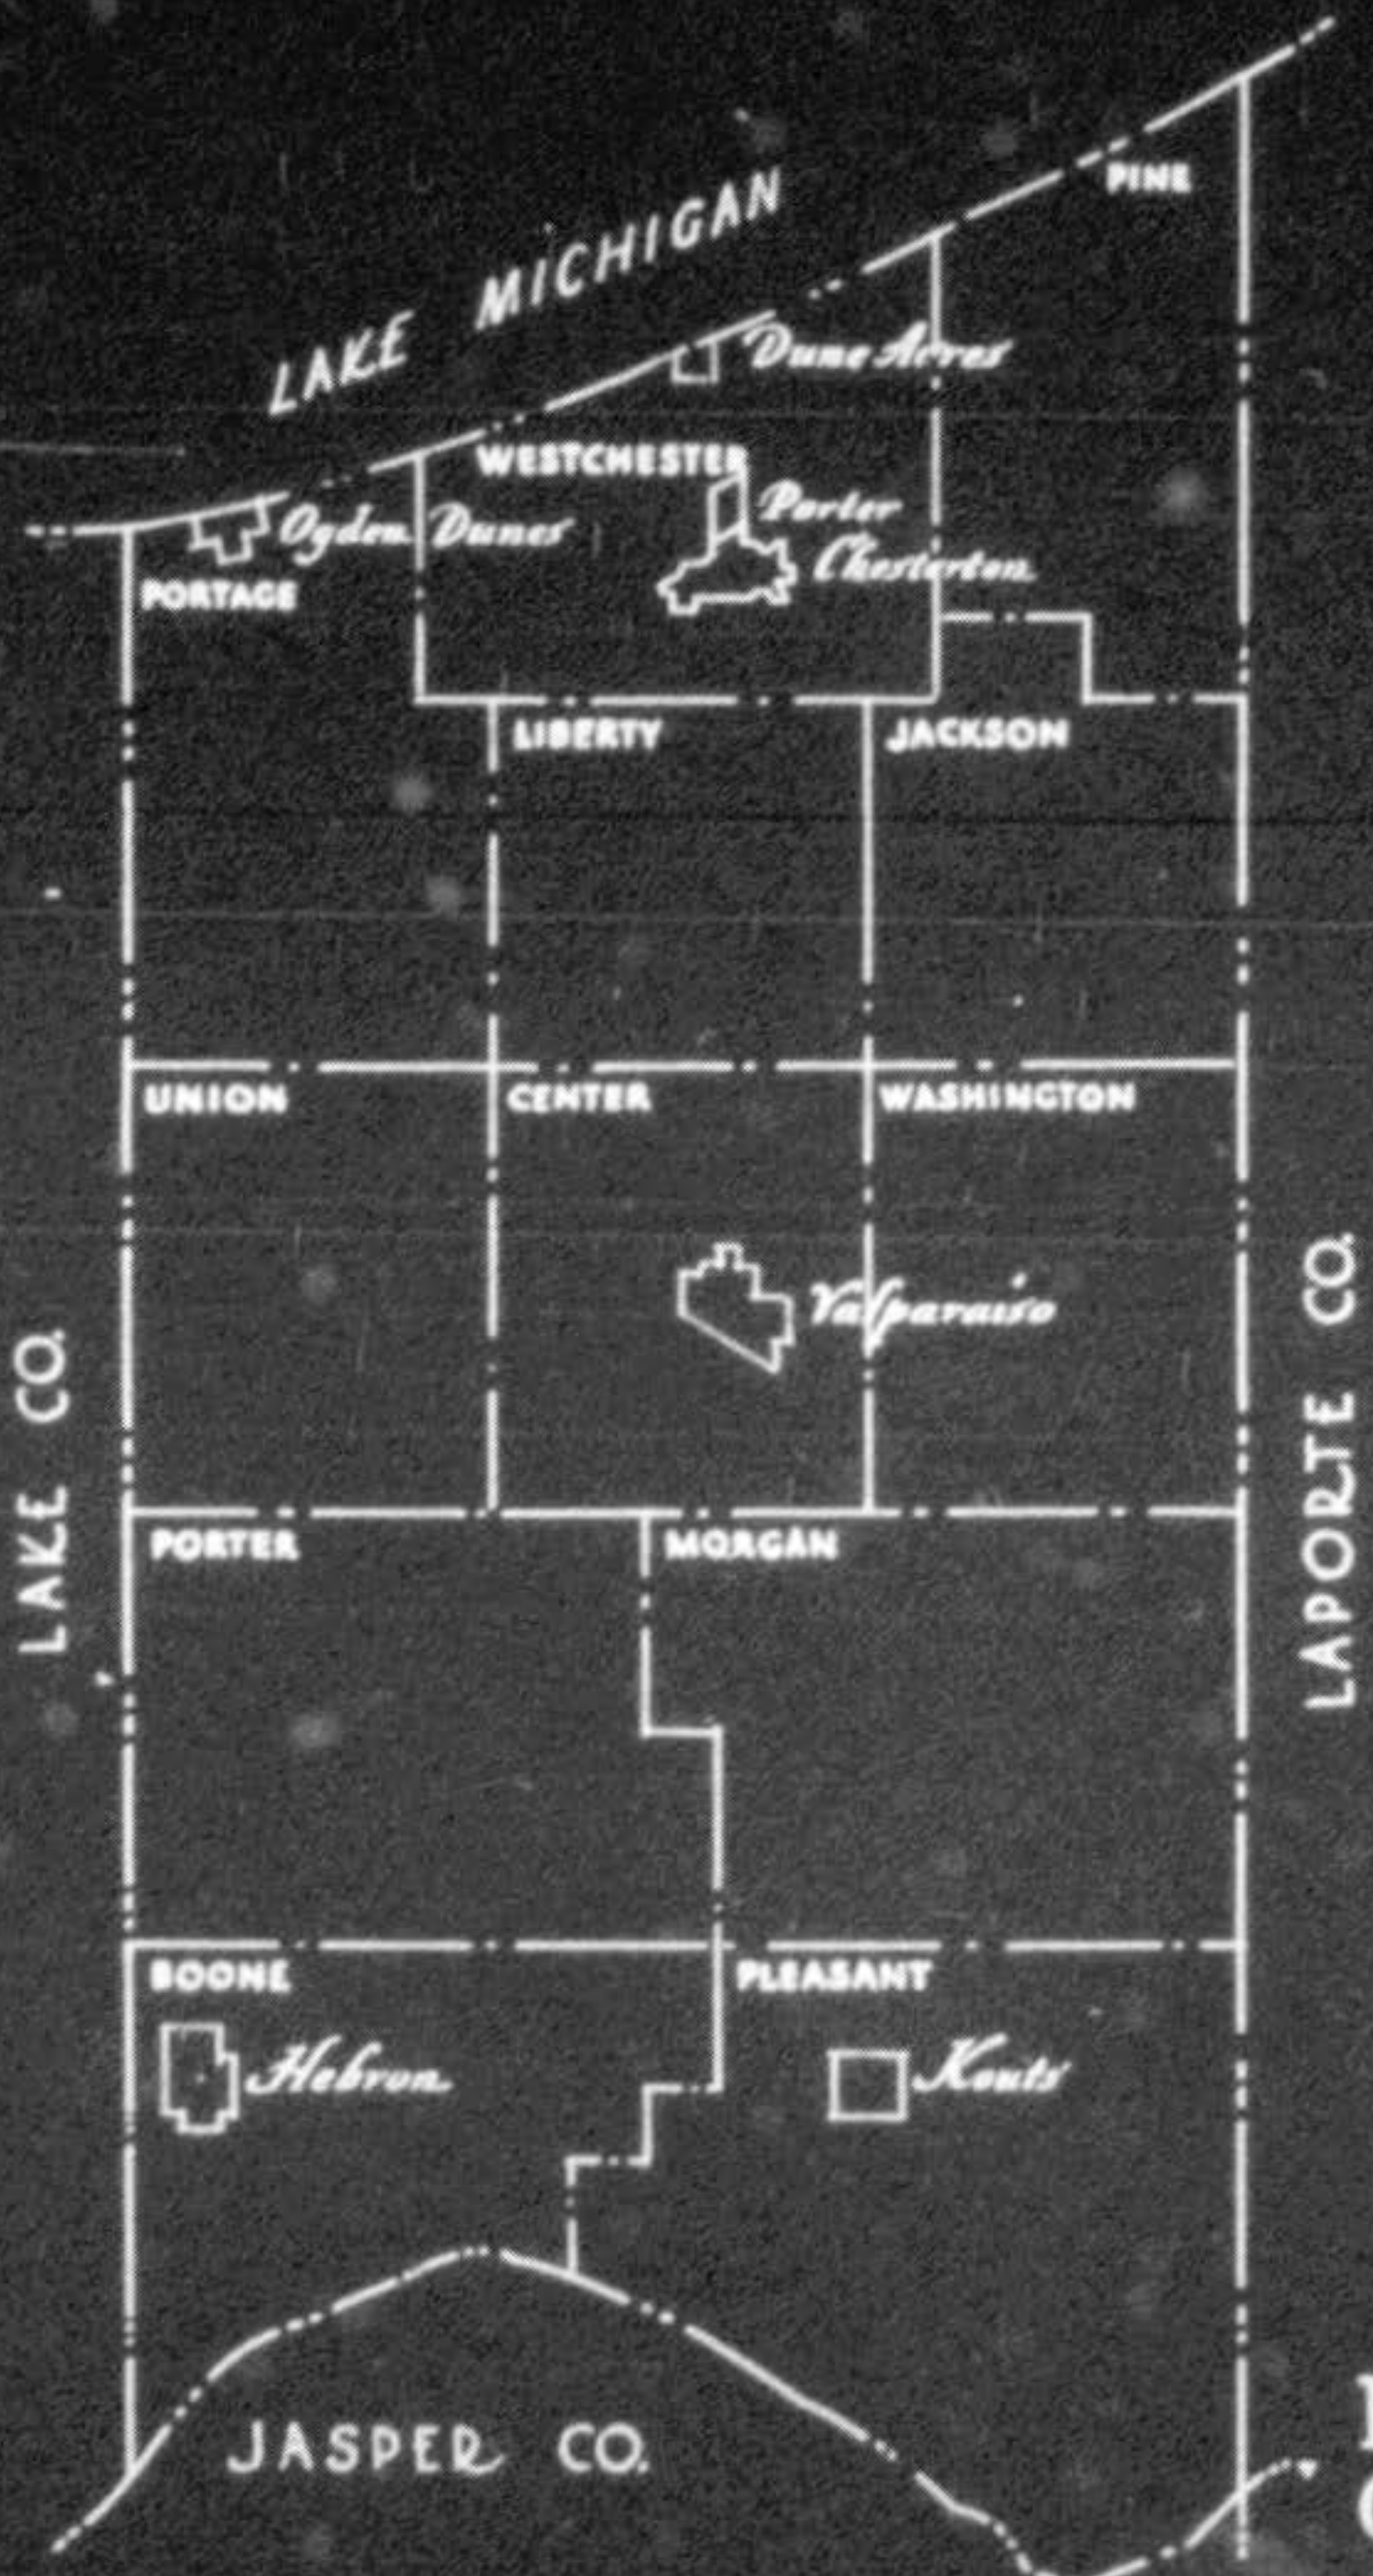 PINE
LAKE MICHIGAN
Dune Acres
WESTCHESTER
Porter
Ogden Dunes
Chesterton
PORTAGE
LIBERTY
JACKSON
UNION
CENTER
WASHINGTON
Valparaiso
LAKE CO.
LAPORTE CO.
PORTER
MORGAN
BOONE
PLEASANT
Hebron
Kouts
JASPER CO.